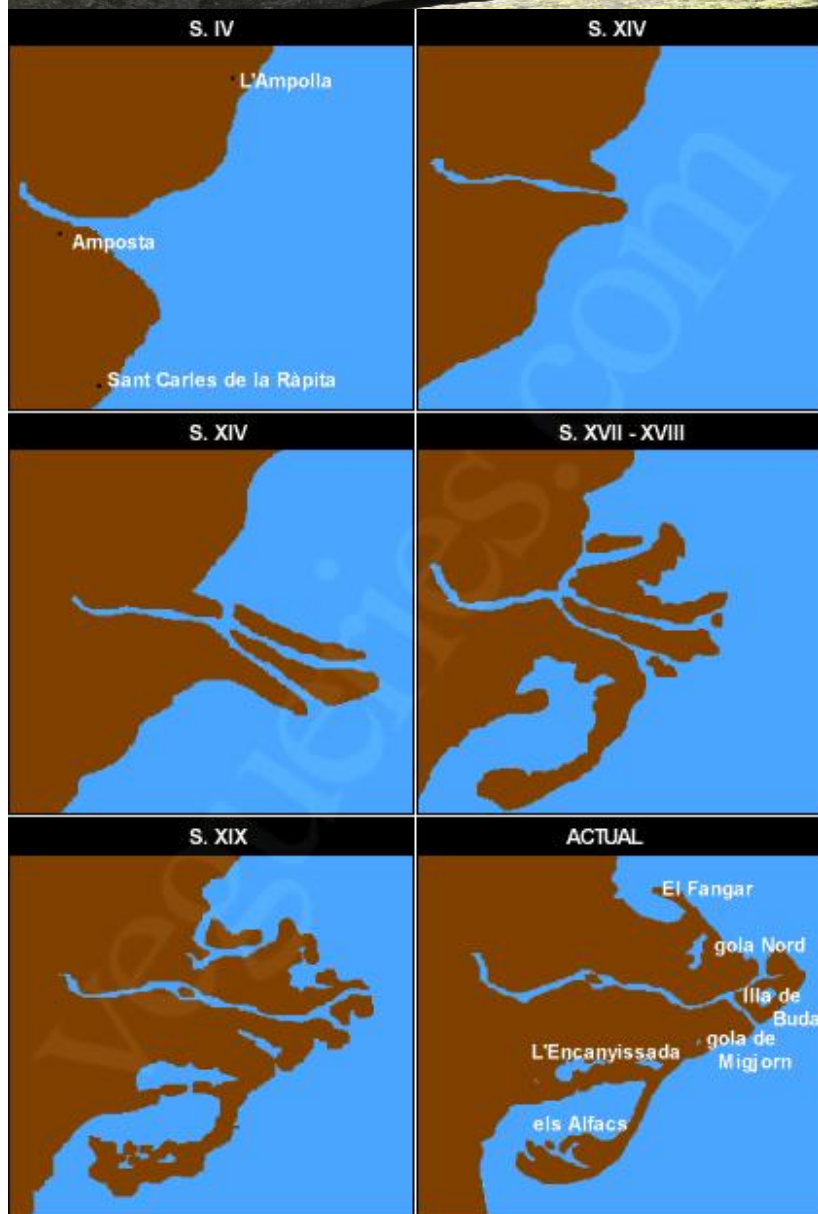 S. IV
L'Ampolla
Amposta
Sant Carles de la Ràpita
S. XIV
S. XIV
S. XVII - XVIII
S. XIX
ACTUAL
El Fangar
gola Nord
Illa de
Buda
gola de
Migjorn
L'Encanyissada
els Alfacs
vegueries.com